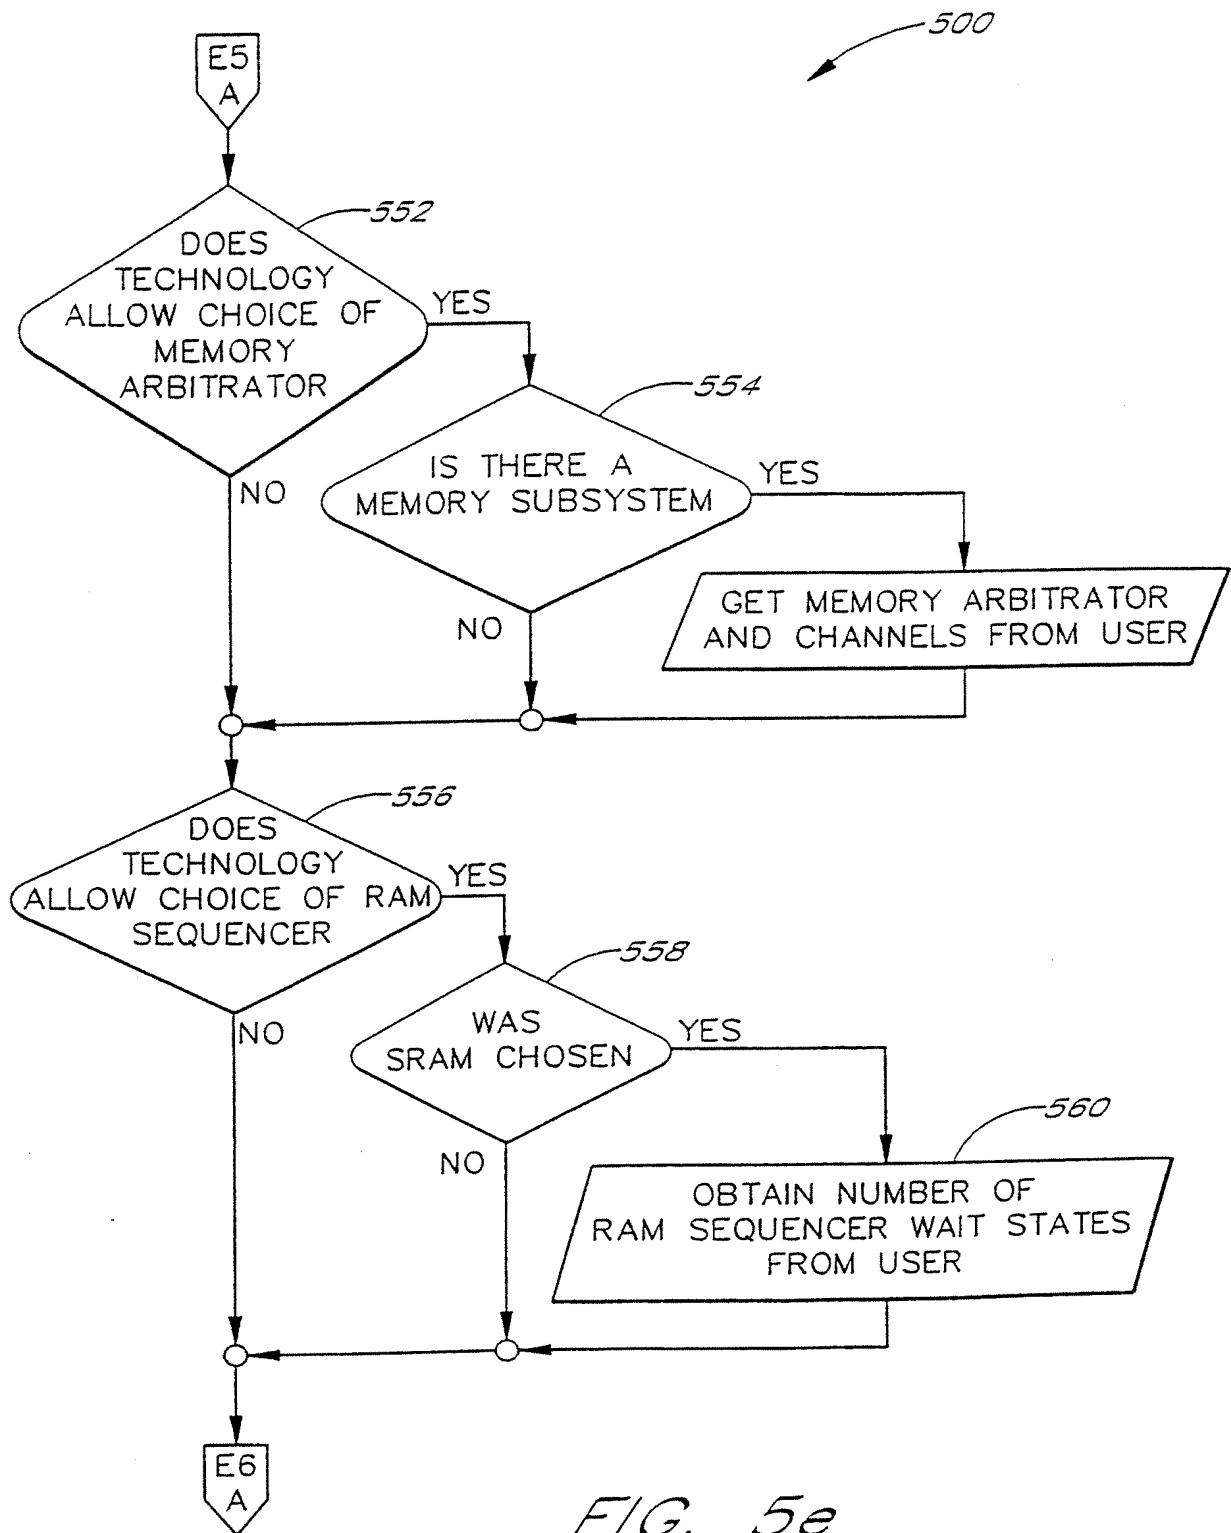 500
E5
A
552
DOES
TECHNOLOGY
ALLOW CHOICE OF
MEMORY
ARBITRATOR
YES
NO
554
IS THERE A
MEMORY SUBSYSTEM
YES
NO
GET MEMORY ARBITRATOR
AND CHANNELS FROM USER
556
DOES
TECHNOLOGY
ALLOW CHOICE OF RAM
SEQUENCER
YES
NO
558
WAS
SRAM CHOSEN
YES
NO
560
OBTAIN NUMBER OF
RAM SEQUENCER WAIT STATES
FROM USER
E6
A
FIG. 5e